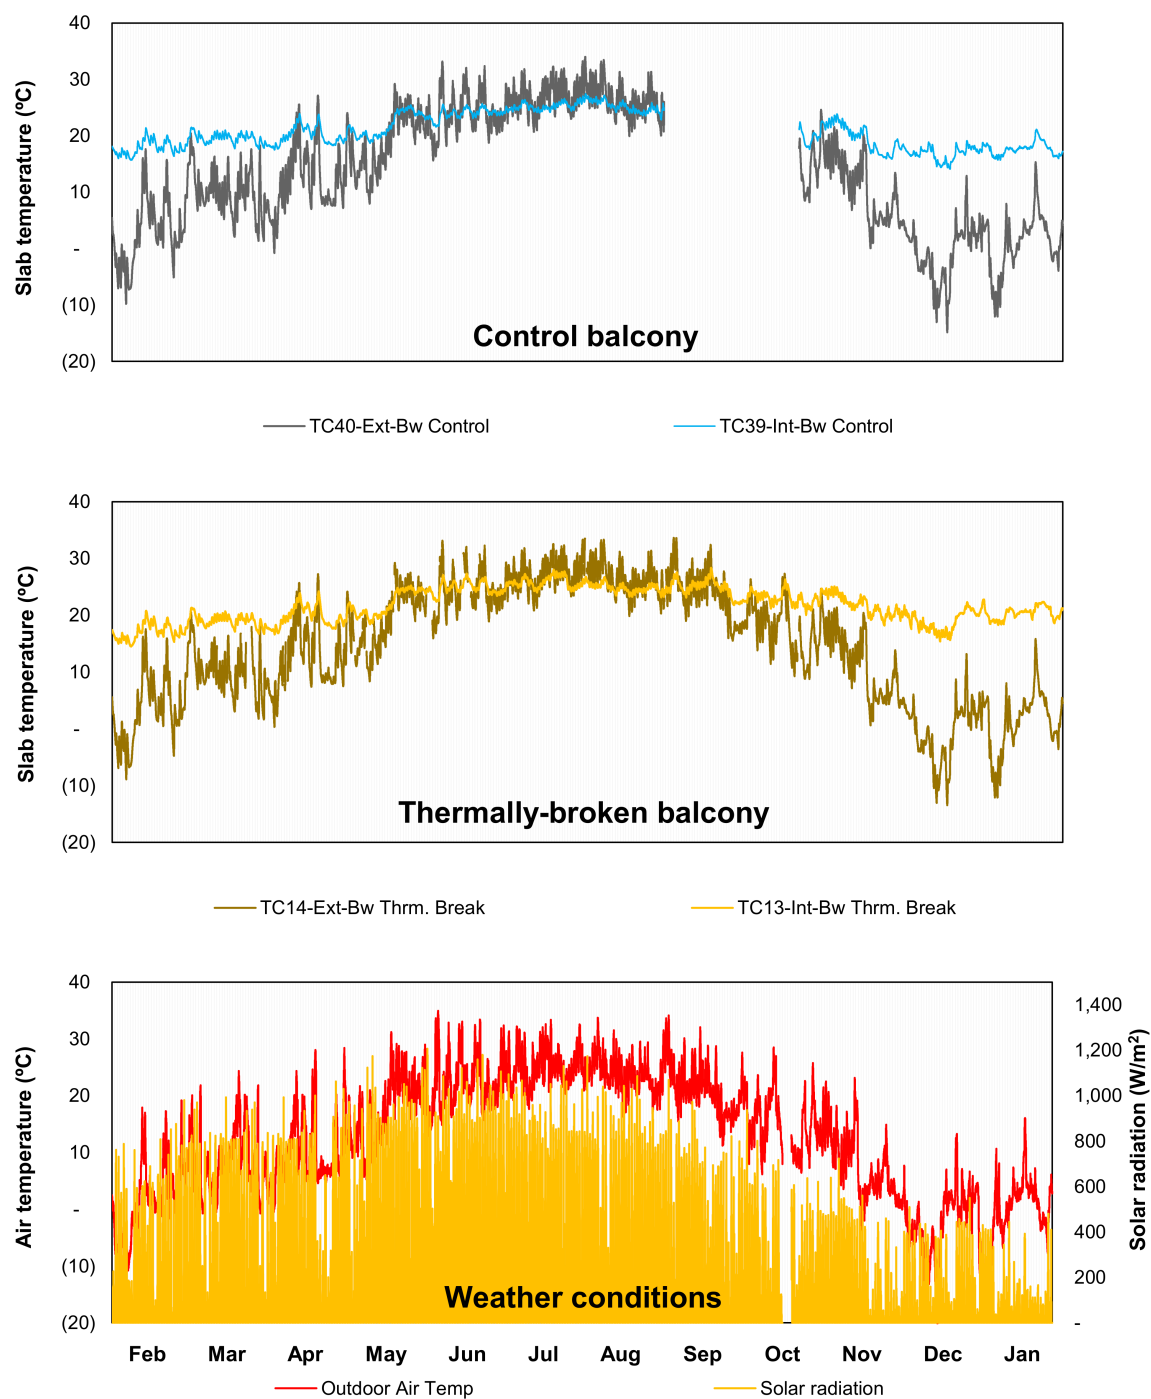 40
30
20
10
-
(10)
(20)
Slab temperature (ºC)
Control balcony
TC40-Ext-Bw Control TC39-Int-Bw Control
40
30
20
10
-
(10)
(20)
Slab temperature (ºC)
Thermally-broken balcony
TC14-Ext-Bw Thrm. Break TC13-Int-Bw Thrm. Break
40
30
20
10
-
(10)
(20)
Air temperature (ºC)
1,400
1,200
1,000
800
600
400
200
-
Solar radiation (W/m²)
Weather conditions
Feb Mar Apr May Jun Jul Aug Sep Oct Nov Dec Jan
Outdoor Air Temp Solar radiation